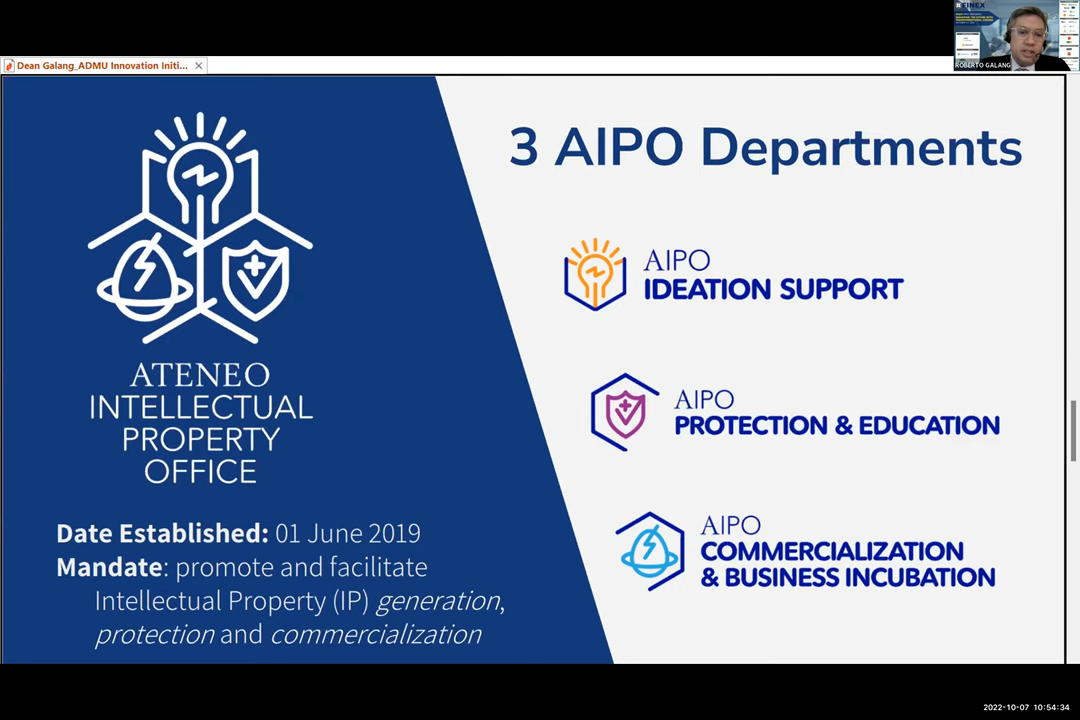 REINEX
ROBERTO GALANG
Dean Galang_ADMU Innovation Initi...
3 AIPO Departments
ATENEO
INTELLECTUAL
PROPERTY
OFFICE
Date Established: 01 June 2019
Mandate: promote and facilitate
Intellectual Property (IP) generation,
protection and commercialization
AIPO
IDEATION SUPPORT
AIPO
PROTECTION & EDUCATION
AIPO
COMMERCIALIZATION
& BUSINESS INCUBATION
2022-10-07 10:54:34